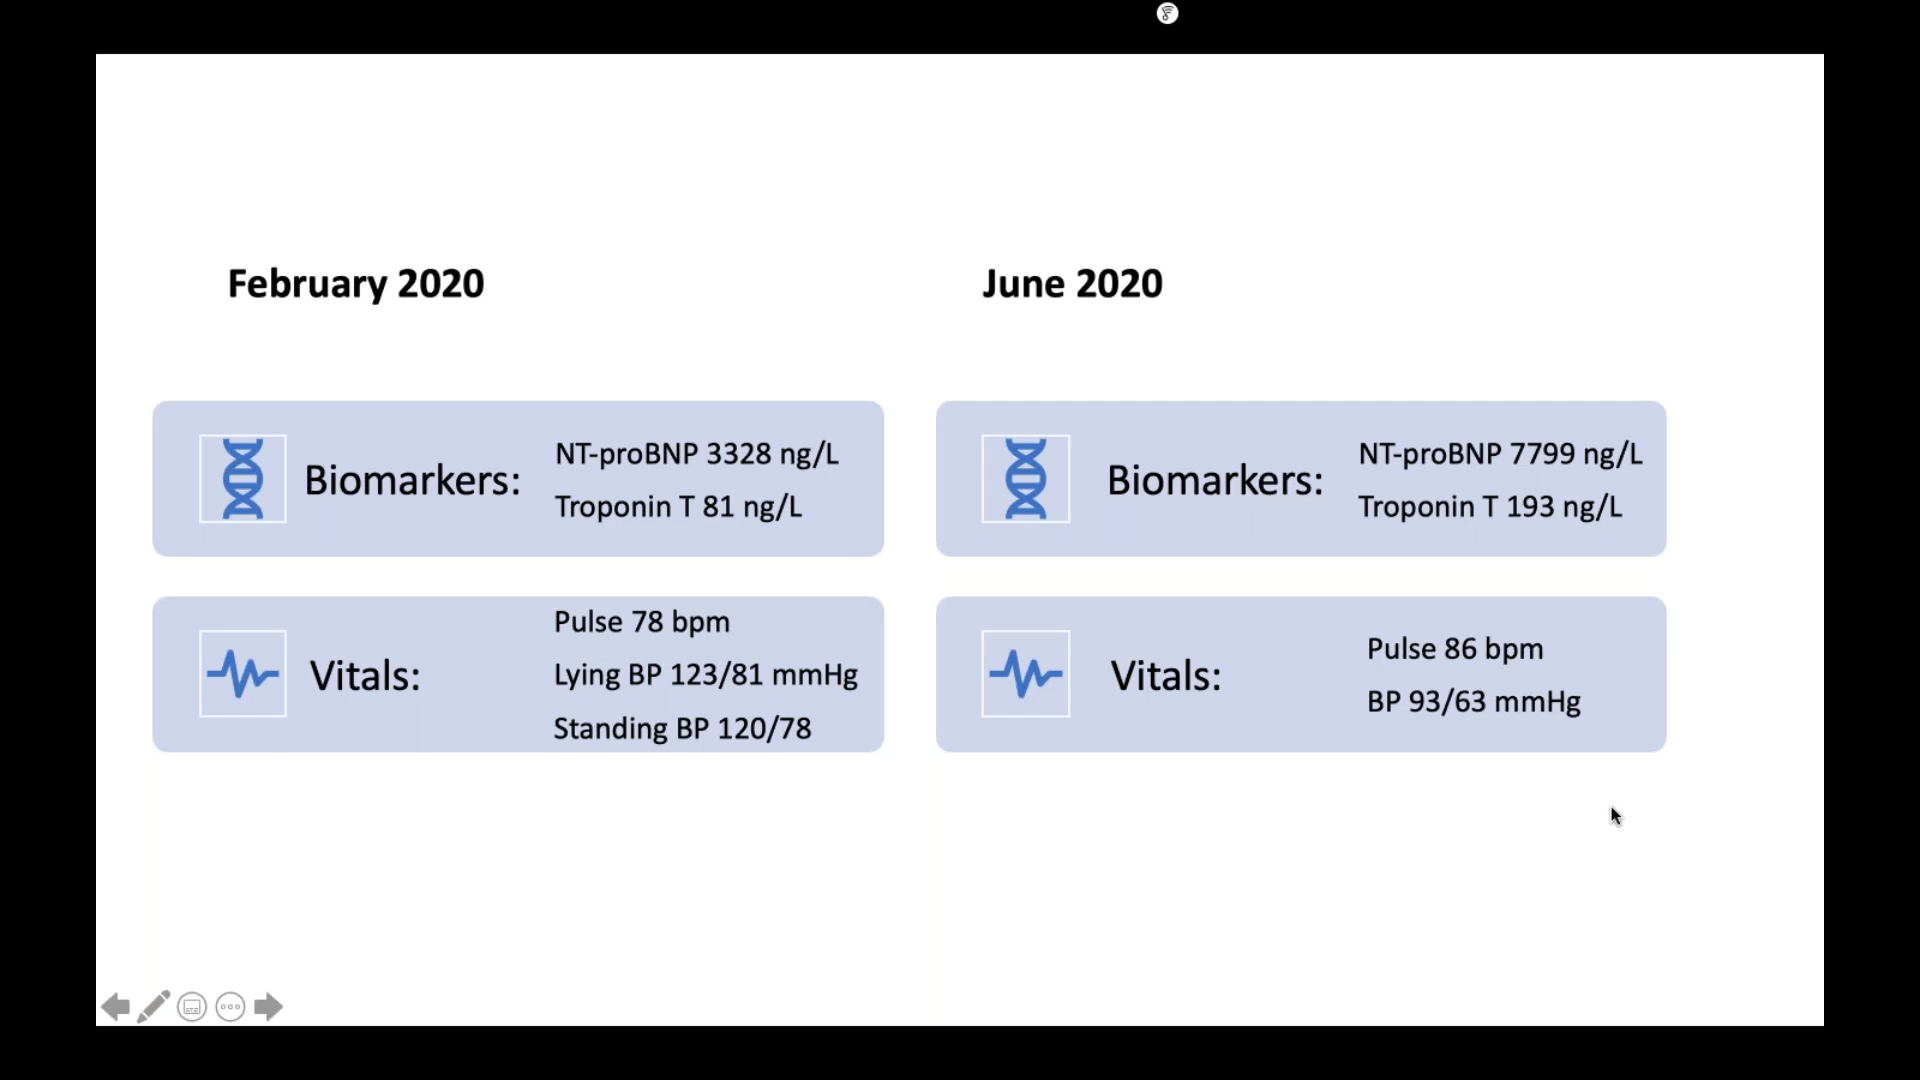 February 2020
Biomarkers:
NT-proBNP 3328 ng/L
Troponin T 81 ng/L
Vitals:
Pulse 78 bpm
Lying BP 123/81 mmHg
Standing BP 120/78
June 2020
Biomarkers:
NT-proBNP 7799 ng/L
Troponin T 193 ng/L
Vitals:
Pulse 86 bpm
BP 93/63 mmHg